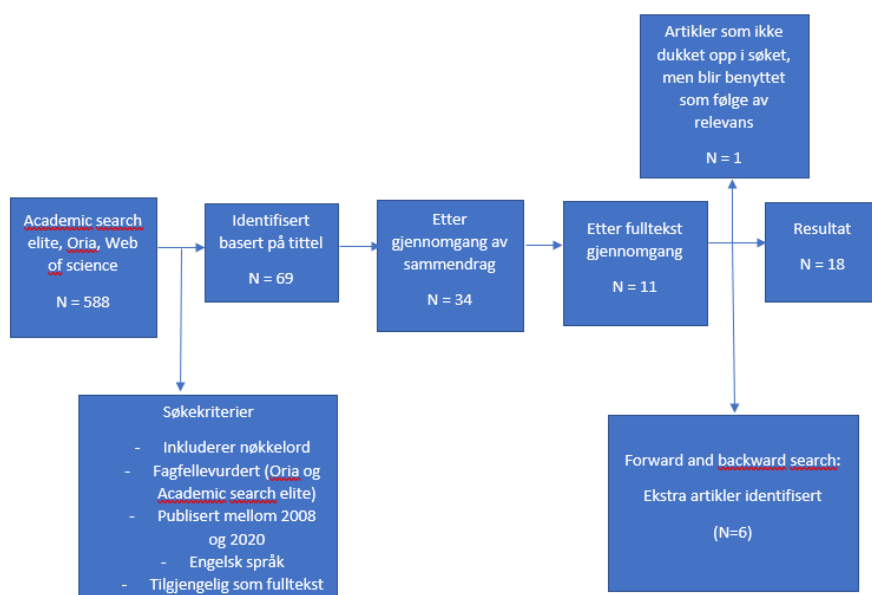 Artikler som ikke
dukket opp i søket,
men blir benyttet
som følge av
relevans
N = 1
Academic search
elite, Oria, Web
of science
N = 588
Identifisert
basert på tittel
N = 69
Etter
gjennomgang av
sammendrag
N = 34
Etter fulltekst
gjennomgang
N = 11
Resultat
N = 18
Søkekriterier
- Inkluderer nøkkelord
- Fagfellevurdert (Oria og
Academic search elite)
- Publisert mellom 2008
og 2020
- Engelsk språk
- Tilgjengelig som fulltekst
Forward and backward search:
Ekstra artikler identifisert
(N=6)